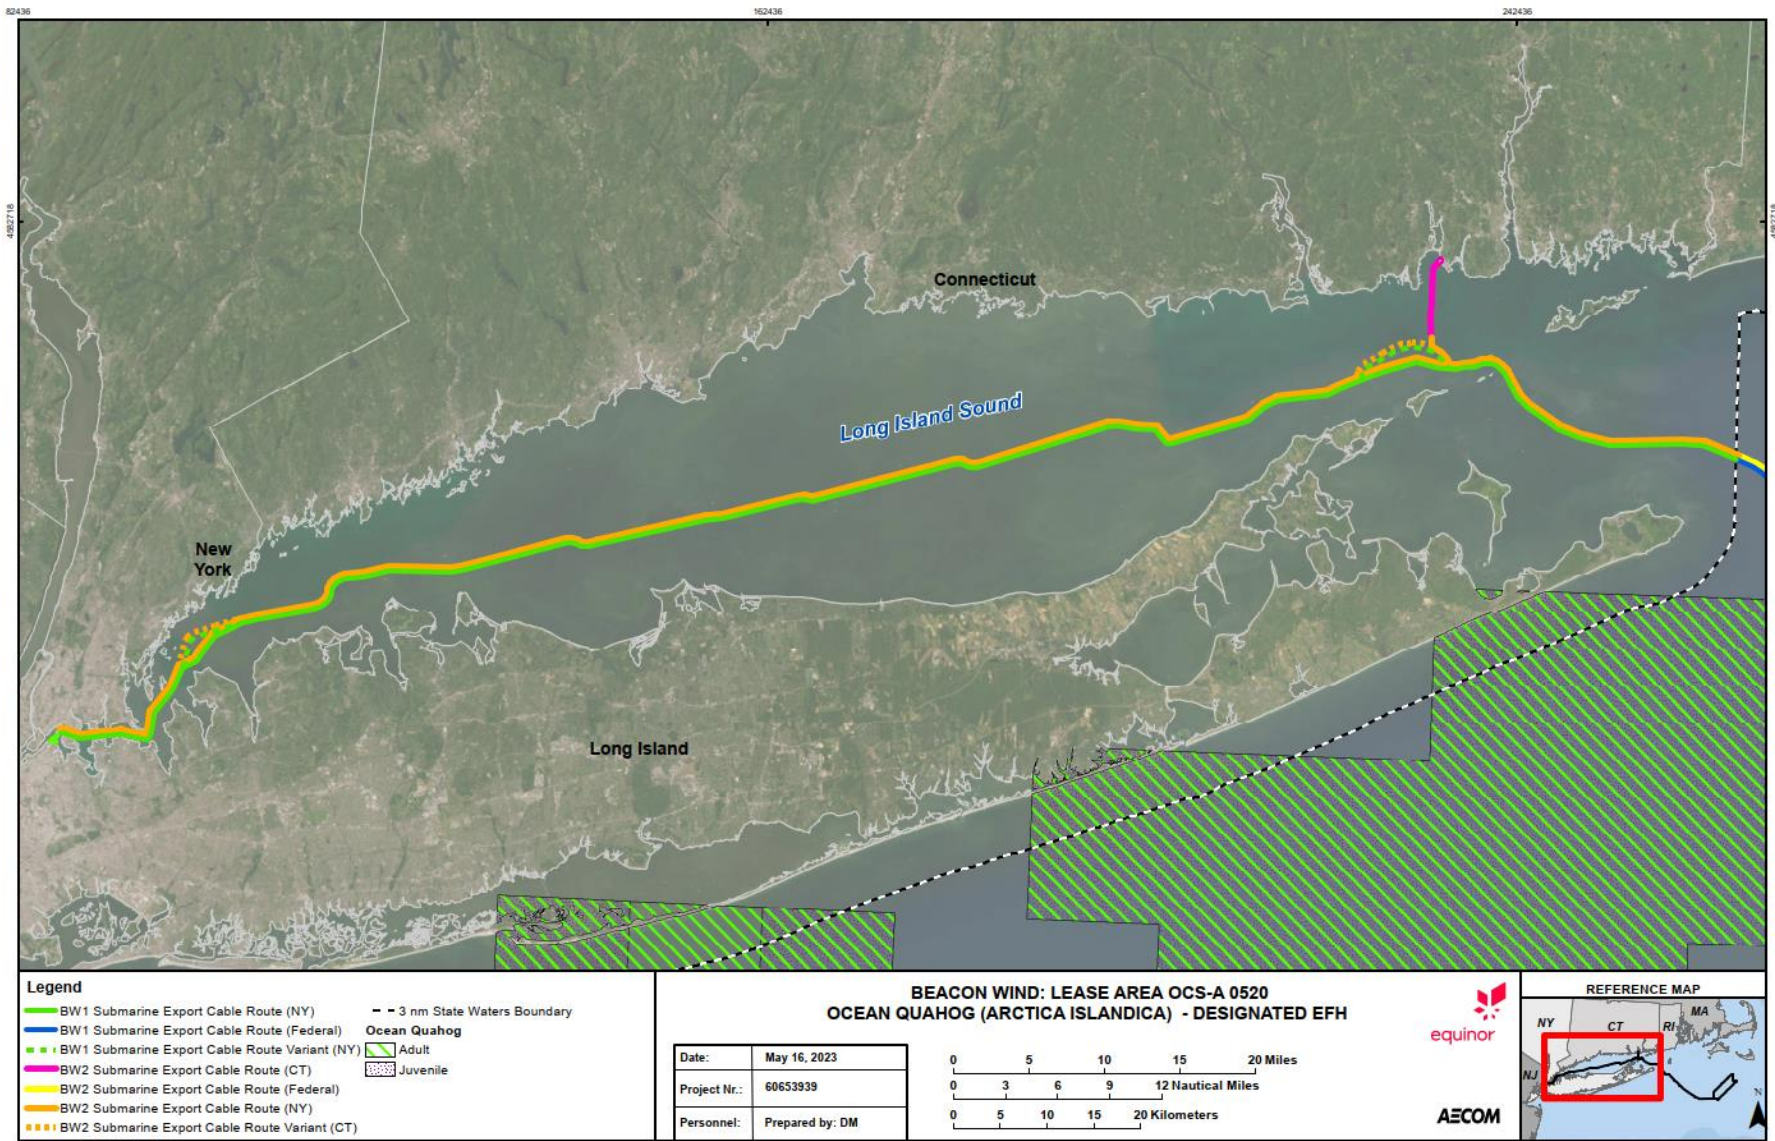 82436
162436
242436
4582718
4582718
Connecticut
Long Island Sound
New
York
Long Island
Legend
BW1 Submarine Export Cable Route (NY)
BW1 Submarine Export Cable Route (Federal)
BW1 Submarine Export Cable Route Variant (NY)
BW2 Submarine Export Cable Route (CT)
BW2 Submarine Export Cable Route (Federal)
BW2 Submarine Export Cable Route (NY)
BW2 Submarine Export Cable Route Variant (CT)
3 nm State Waters Boundary
Ocean Quahog
Adult
Juvenile
BEACON WIND: LEASE AREA OCS-A 0520
OCEAN QUAHOG (ARCTICA ISLANDICA) - DESIGNATED EFH
Date: May 16, 2023
Project Nr.: 60653939
Personnel: Prepared by: DM
0 5 10 15 20 Miles
0 3 6 9 12 Nautical Miles
0 5 10 15 20 Kilometers
equinor
AECOM
REFERENCE MAP
NY CT RI MA
NJ
N